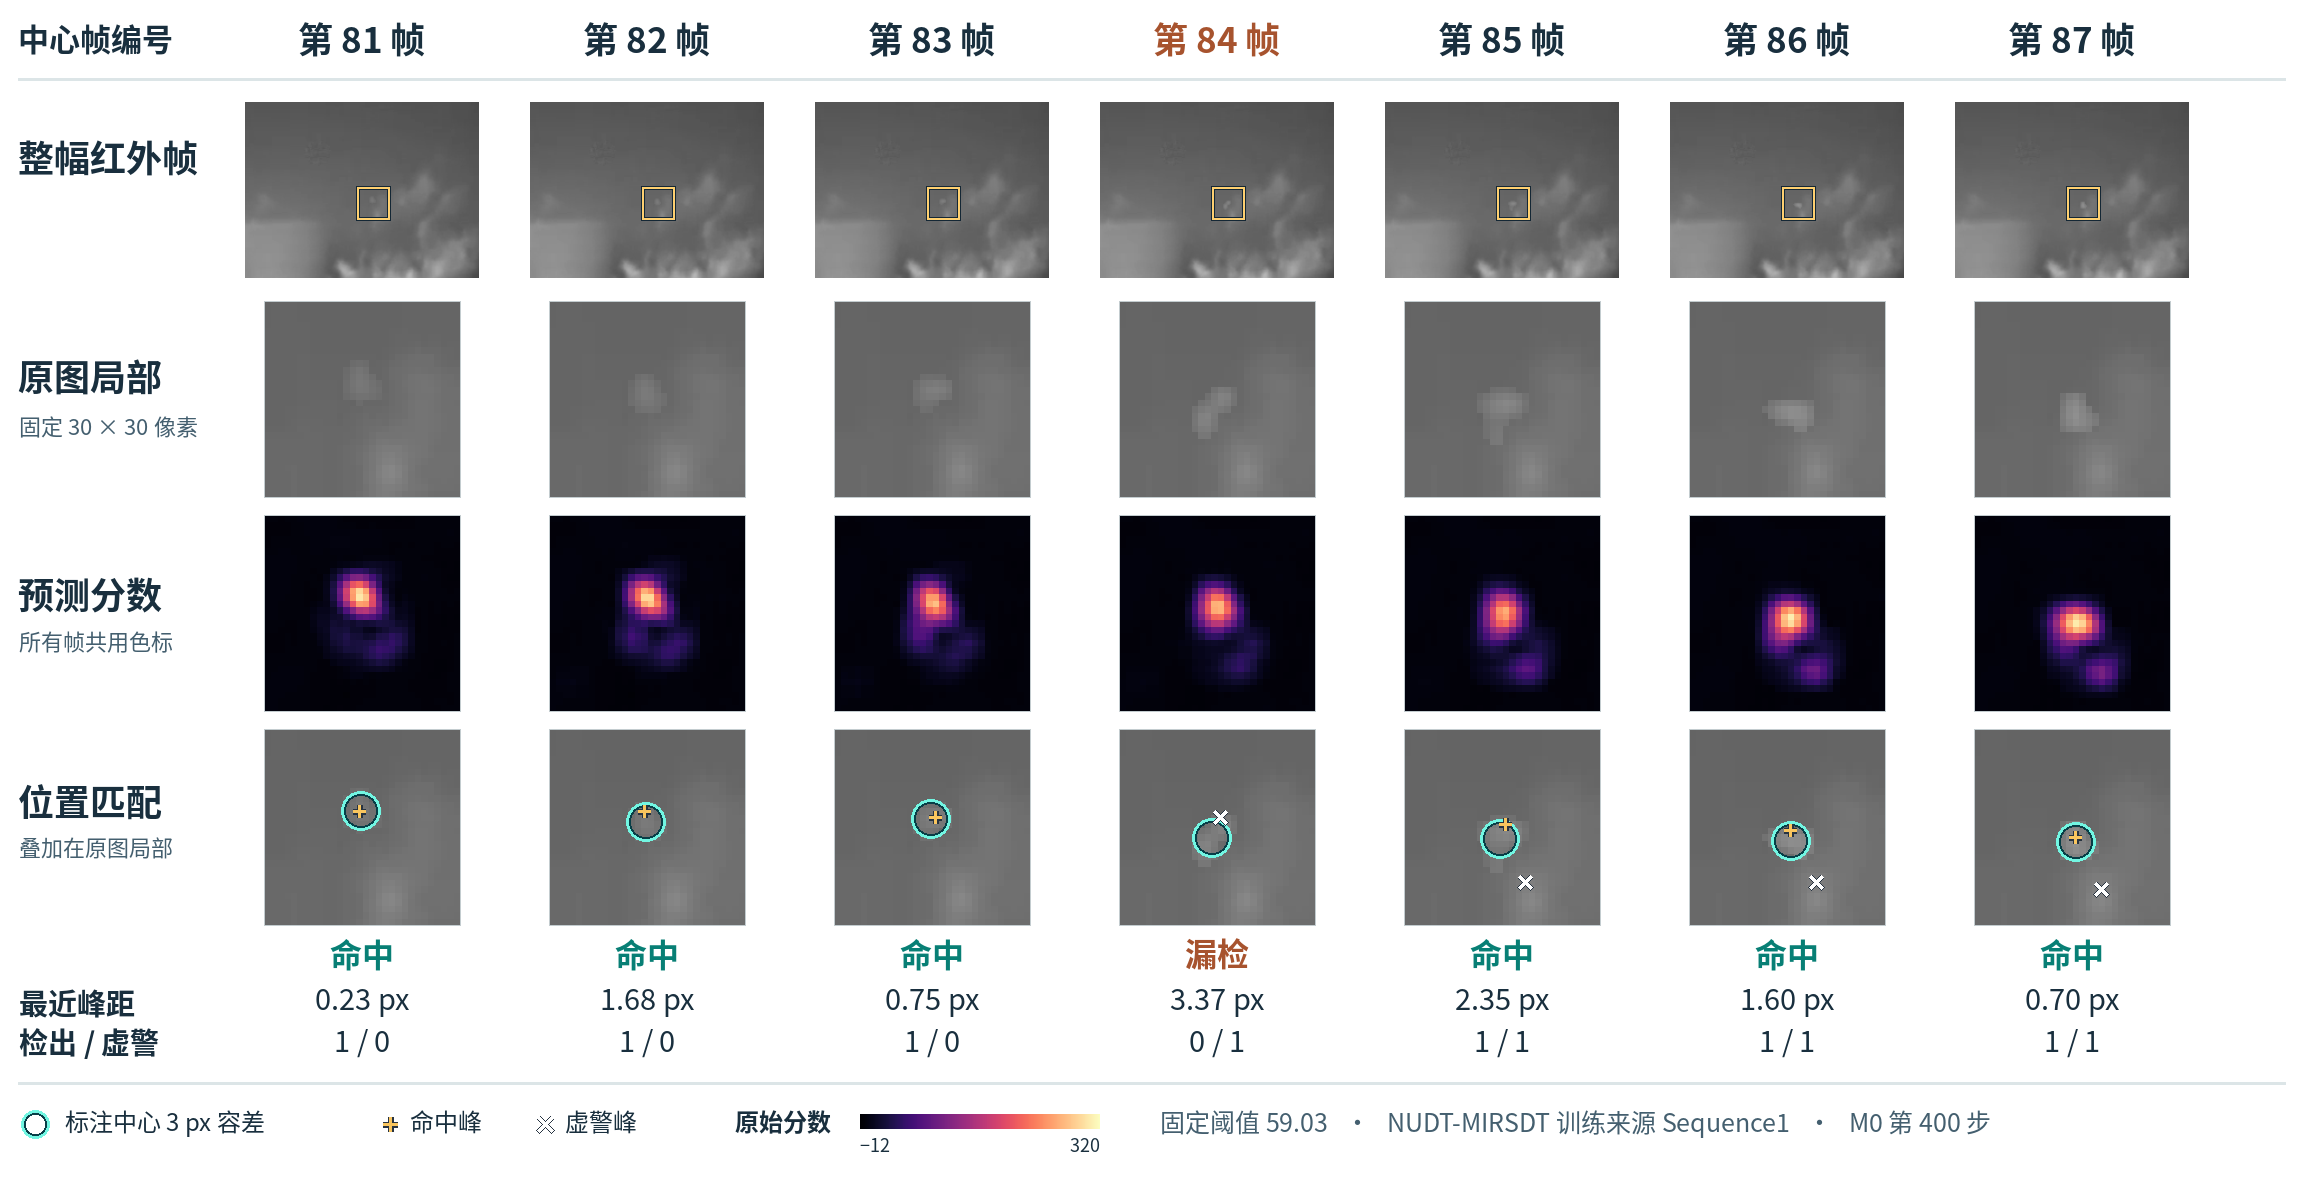 中心帧编号 第 81 帧 第 82 帧 第 83 帧 第 84 帧 第 85 帧 第 86 帧 第 87 帧
整幅红外帧
原图局部
固定 30 × 30 像素
预测分数
所有帧共用色标
位置匹配
叠加在原图局部
命中 命中 命中 漏检 命中 命中 命中
最近峰距 0.23 px 1.68 px 0.75 px 3.37 px 2.35 px 1.60 px 0.70 px
检出 / 虚警 1 / 0 1 / 0 1 / 0 0 / 1 1 / 1 1 / 1 1 / 1
标注中心 3 px 容差 命中峰 虚警峰 原始分数 固定阈值 59.03 • NUDT-MIRSDT 训练来源 Sequence1 • M0 第 400 步
−12 320